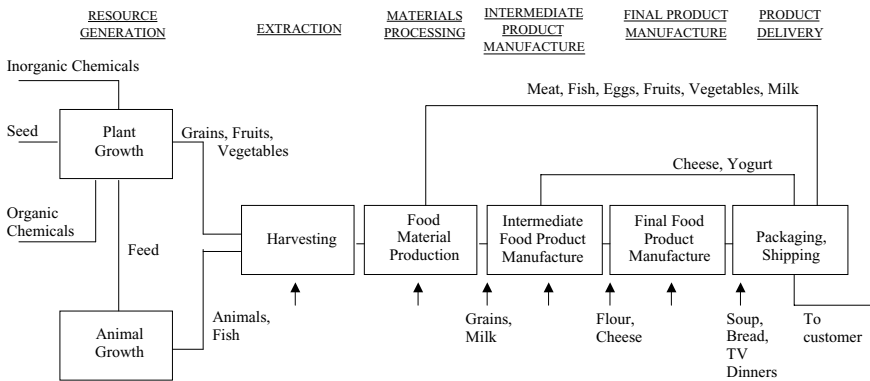 RESOURCE
GENERATION
EXTRACTION
MATERIALS
PROCESSING
INTERMEDIATE
PRODUCT
MANUFACTURE
FINAL PRODUCT
MANUFACTURE
PRODUCT
DELIVERY
Inorganic Chemicals
Meat, Fish, Eggs, Fruits, Vegetables, Milk
Seed
Plant
Growth
Grains, Fruits,
Vegetables
Cheese, Yogurt
Organic
Chemicals
Feed
Harvesting
Food
Material
Production
Intermediate
Food Product
Manufacture
Final Food
Product
Manufacture
Packaging,
Shipping
Animal
Growth
Animals,
Fish
Grains,
Milk
Flour,
Cheese
Soup,
Bread,
TV
Dinners
To
customer